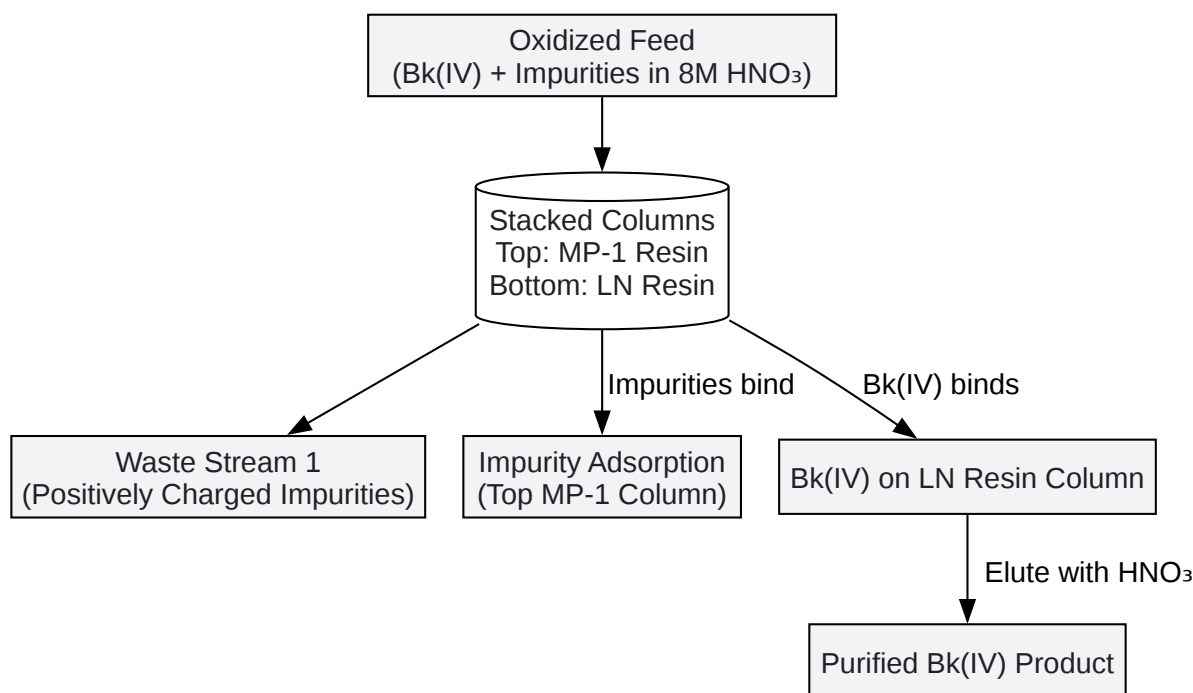 Oxidized Feed
(Bk(IV) + Impurities in 8M HNO₃)
Stacked Columns
Top: MP-1 Resin
Bottom: LN Resin
Impurities bind
Bk(IV) binds
Waste Stream 1
(Positively Charged Impurities)
Impurity Adsorption
(Top MP-1 Column)
Bk(IV) on LN Resin Column
Elute with HNO₃
Purified Bk(IV) Product